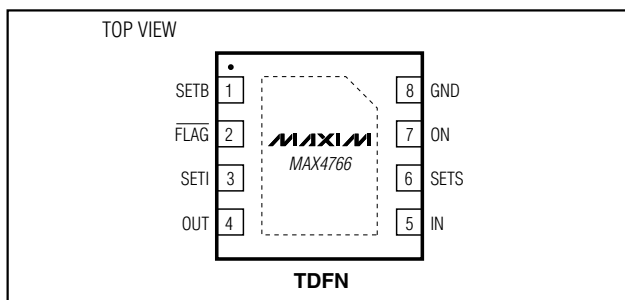 TOP VIEW
SETB 1
FLAG 2
SETI 3
OUT 4
MAXIM
MAX4766
8 GND
7 ON
6 SETS
5 IN
TDFN